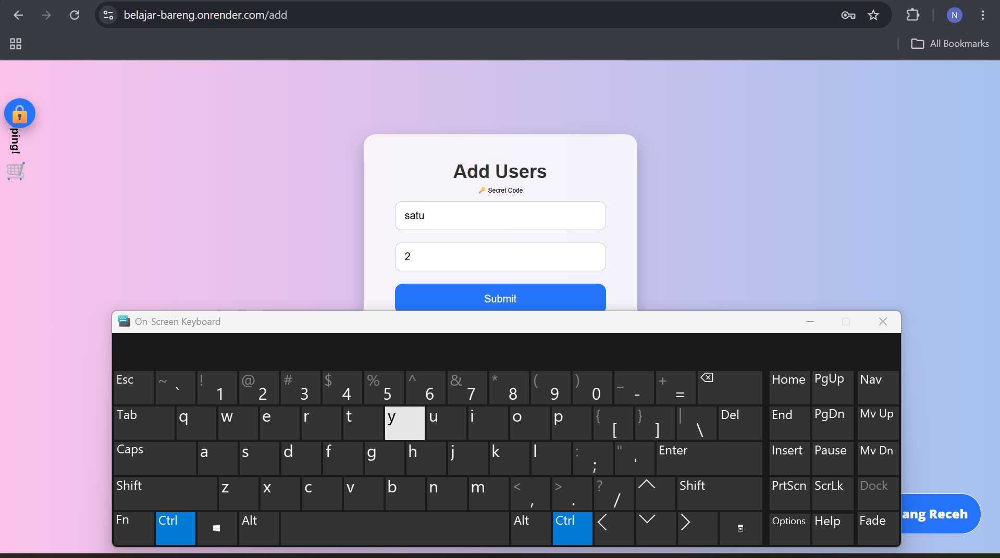 belajar-bareng.onrender.com/add
N
All Bookmarks
ping!
Add Users
Secret Code
satu
2
Submit
On-Screen Keyboard
Esc ~ ` ! 1 @ 2 # 3 $ 4 % 5 ^ 6 & 7 * 8 ( 9 ) 0 _ - + = Home PgUp Nav
Tab q w e r t y u i o p { [ } ] | \ Del End PgDn Mv Up
Caps a s d f g h j k l : ; " ' Enter Insert Pause Mv Dn
Shift z x c v b n m < , > . ? / Shift PrtScn ScrLk Dock
Fn Ctrl Alt Alt Ctrl Options Help Fade
ang Receh